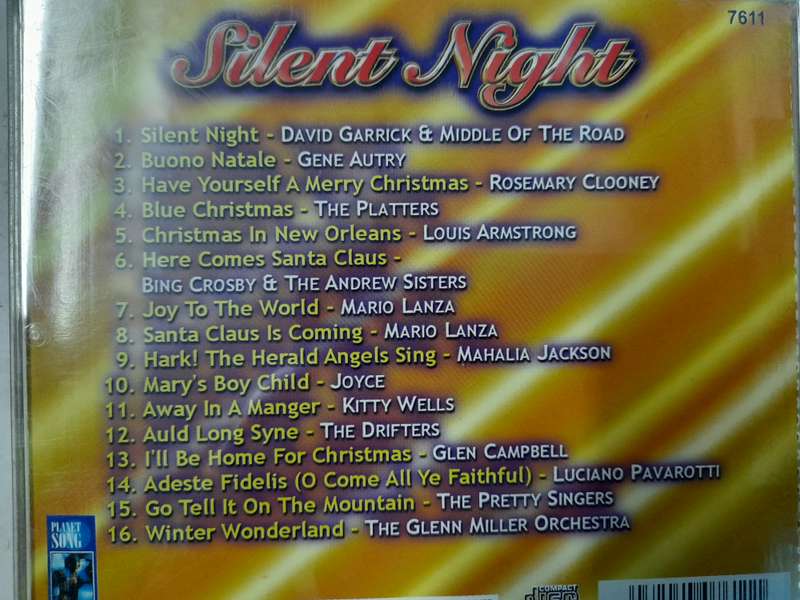 7611
Silent Night
1. Silent Night - DAVID GARRICK & MIDDLE OF THE ROAD
2. Buono Natale - GENE AUTRY
3. Have Yourself A Merry Christmas - ROSEMARY CLOONEY
4. Blue Christmas - THE PLATTERS
5. Christmas In New Orleans - LOUIS ARMSTRONG
6. Here Comes Santa Claus -
BING CROSBY & THE ANDREW SISTERS
7. Joy To The World - MARIO LANZA
8. Santa Claus Is Coming - MARIO LANZA
9. Hark! The Herald Angels Sing - MAHALIA JACKSON
10. Mary's Boy Child - JOYCE
11. Away In A Manger - KITTY WELLS
12. Auld Long Syne - THE DRIFTERS
13. I'll Be Home For Christmas - GLEN CAMPBELL
14. Adeste Fidelis (O Come All Ye Faithful) - LUCIANO PAVAROTTI
15. Go Tell It On The Mountain - THE PRETTY SINGERS
16. Winter Wonderland - THE GLENN MILLER ORCHESTRA
PLANET
SONG
COMPACT
disc